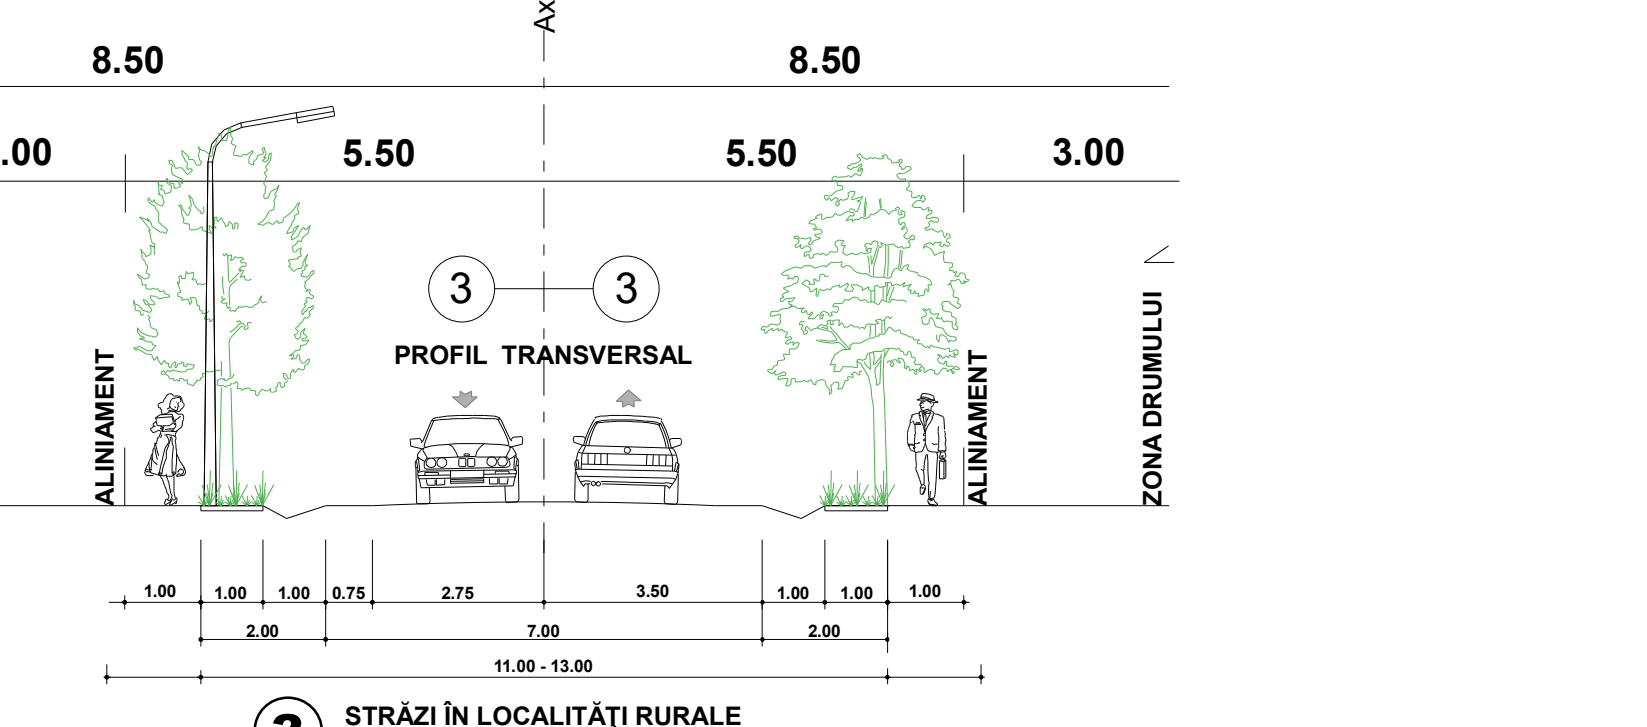 Ax
8.50 8.50
.00 5.50 5.50 3.00
3 3
PROFIL TRANSVERSAL
ALINIAMENT
ALINIAMENT
ZONA DRUMULUI
1.00 1.00 1.00 0.75 2.75 3.50 1.00 1.00 1.00
2.00 7.00 2.00
11.00 - 13.00
STRĂZI ÎN LOCALITĂŢI RURALE